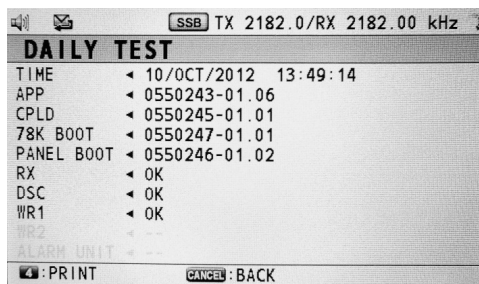 SSB TX 2182.0/RX 2182.00 kHz
DAILY TEST
TIME ◄ 10/OCT/2012 13:49:14
APP ◄ 0550243-01.06
CPLD ◄ 0550245-01.01
78K BOOT ◄ 0550247-01.01
PANEL BOOT ◄ 0550246-01.02
RX ◄ OK
DSC ◄ OK
WR1 ◄ OK
WR2 ◄ --
ALARM UNIT ◄ --
4:PRINT CANCEL:BACK